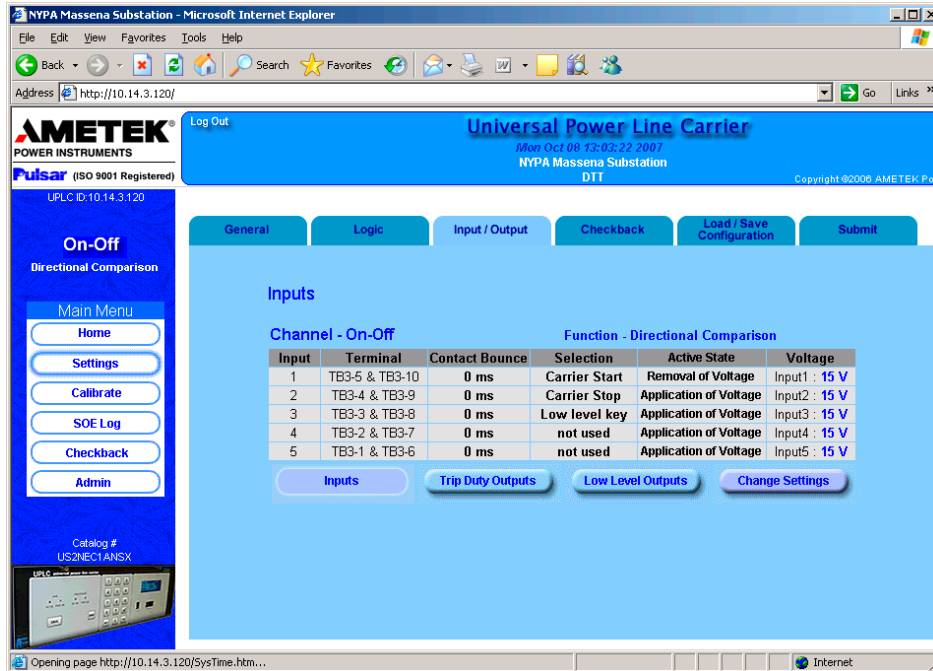 NYPA Massena Substation - Microsoft Internet Explorer
File Edit View Favorites Tools Help
Back Search Favorites
Address http://10.14.3.120/ Go Links »
AMETEK®
POWER INSTRUMENTS
Pulsar (ISO 9001 Registered)
Log Out
Universal Power Line Carrier
Mon Oct 08 13:03:22 2007
NYPA Massena Substation
DTT
Copyright ©2006 AMETEK Po
UPLC ID:10.14.3.120
On-Off
Directional Comparison
Main Menu
Home
Settings
Calibrate
SOE Log
Checkback
Admin
Catalog #
US2NEC1ANSX
UPLC
General Logic Input / Output Checkback Load / Save Configuration Submit
Inputs
Channel - On-Off Function - Directional Comparison
Input Terminal Contact Bounce Selection Active State Voltage
1 TB3-5 & TB3-10 0 ms Carrier Start Removal of Voltage Input1 : 15 V
2 TB3-4 & TB3-9 0 ms Carrier Stop Application of Voltage Input2 : 15 V
3 TB3-3 & TB3-8 0 ms Low level key Application of Voltage Input3 : 15 V
4 TB3-2 & TB3-7 0 ms not used Application of Voltage Input4 : 15 V
5 TB3-1 & TB3-6 0 ms not used Application of Voltage Input5 : 15 V
Inputs Trip Duty Outputs Low Level Outputs Change Settings
Opening page http://10.14.3.120/SysTime.htm... Internet